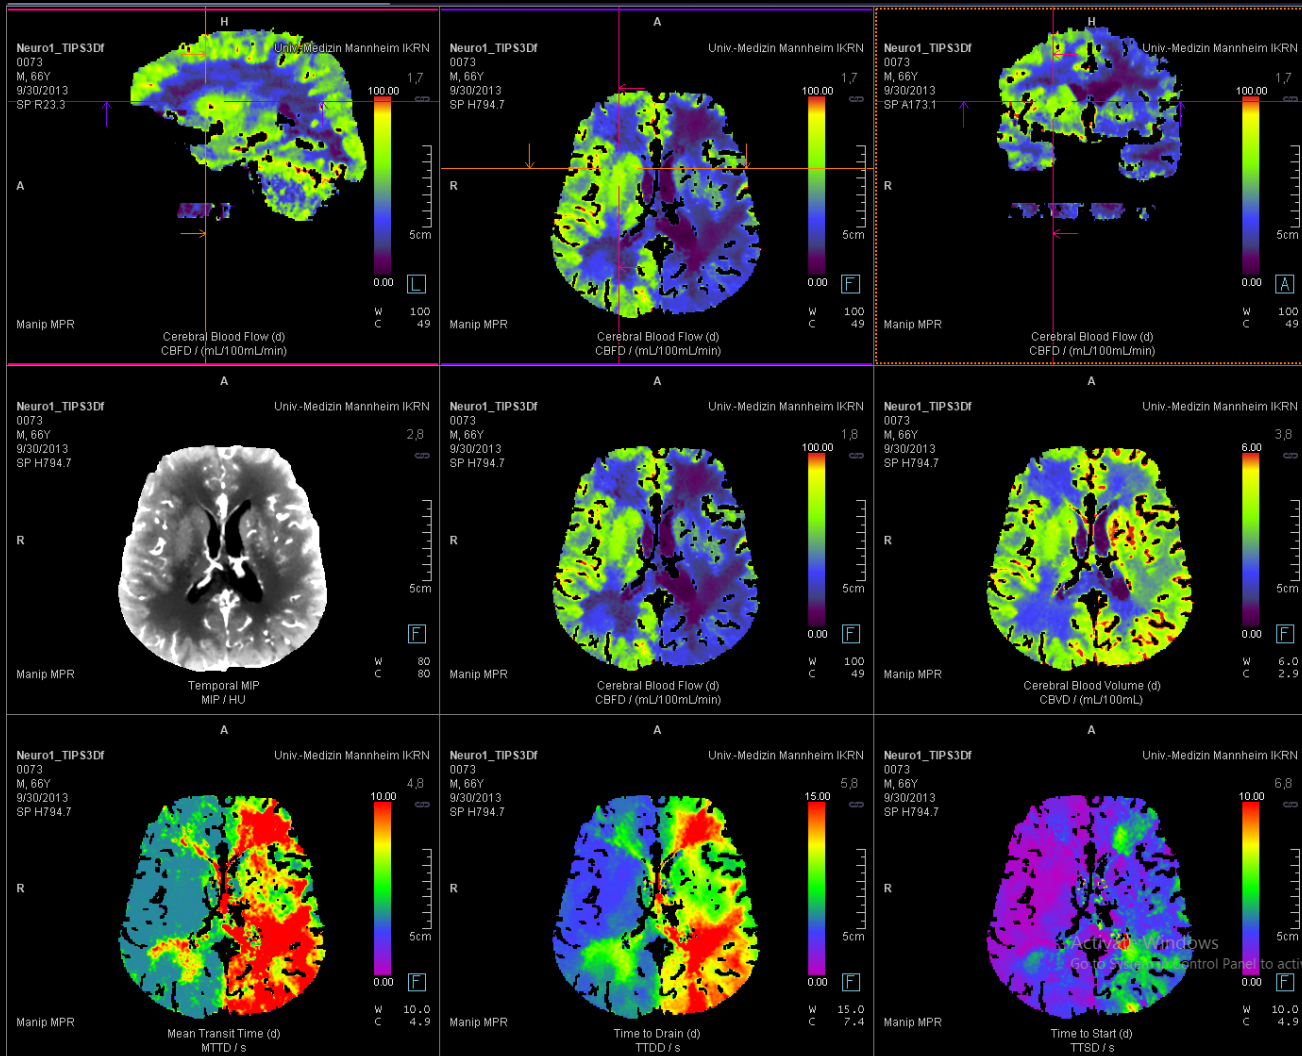 H
Neuro1_TIPS3Df
Univ.-Medizin Mannheim IKRN
0073
M, 66Y
9/30/2013
SP R23.3
1,7
100.00
A
5cm
0.00
L
W 100
C 49
Manip MPR
Cerebral Blood Flow (d)
CBFD / (mL/100mL/min)
A
Neuro1_TIPS3Df
Univ.-Medizin Mannheim IKRN
0073
M, 66Y
9/30/2013
SP H794.7
1,7
100.00
R
5cm
0.00
F
W 100
C 49
Manip MPR
Cerebral Blood Flow (d)
CBFD / (mL/100mL/min)
H
Neuro1_TIPS3Df
Univ.-Medizin Mannheim IKRN
0073
M, 66Y
9/30/2013
SP A173.1
1,7
100.00
R
5cm
0.00
A
W 100
C 49
Manip MPR
Cerebral Blood Flow (d)
CBFD / (mL/100mL/min)
A
Neuro1_TIPS3Df
Univ.-Medizin Mannheim IKRN
0073
M, 66Y
9/30/2013
SP H794.7
2,8
R
5cm
F
W 80
C 80
Manip MPR
Temporal MIP
MIP / HU
A
Neuro1_TIPS3Df
Univ.-Medizin Mannheim IKRN
0073
M, 66Y
9/30/2013
SP H794.7
1,8
100.00
R
5cm
0.00
F
W 100
C 49
Manip MPR
Cerebral Blood Flow (d)
CBFD / (mL/100mL/min)
A
Neuro1_TIPS3Df
Univ.-Medizin Mannheim IKRN
0073
M, 66Y
9/30/2013
SP H794.7
3,8
6.00
R
5cm
0.00
F
W 6.0
C 2.9
Manip MPR
Cerebral Blood Volume (d)
CBVD / (mL/100mL)
A
Neuro1_TIPS3Df
Univ.-Medizin Mannheim IKRN
0073
M, 66Y
9/30/2013
SP H794.7
4,8
10.00
R
5cm
0.00
F
W 10.0
C 4.9
Manip MPR
Mean Transit Time (d)
MTTD / s
A
Neuro1_TIPS3Df
Univ.-Medizin Mannheim IKRN
0073
M, 66Y
9/30/2013
SP H794.7
5,8
15.00
R
5cm
0.00
F
W 15.0
C 7.4
Manip MPR
Time to Drain (d)
TTDD / s
A
Neuro1_TIPS3Df
Univ.-Medizin Mannheim IKRN
0073
M, 66Y
9/30/2013
SP H794.7
6,8
10.00
R
5cm
Activate Windows
Go to System in Control Panel to activ
0.00
F
W 10.0
C 4.9
Manip MPR
Time to Start (d)
TTSD / s